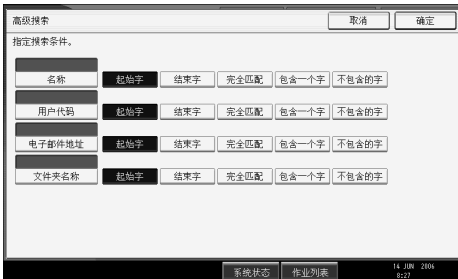 高级搜索 取消 确定
指定搜索条件。
名称 起始字 结束字 完全匹配 包含一个字 不包含的字
用户代码 起始字 结束字 完全匹配 包含一个字 不包含的字
电子邮件地址 起始字 结束字 完全匹配 包含一个字 不包含的字
文件夹名称 起始字 结束字 完全匹配 包含一个字 不包含的字
系统状态 作业列表 14 JUN 2006
8:27